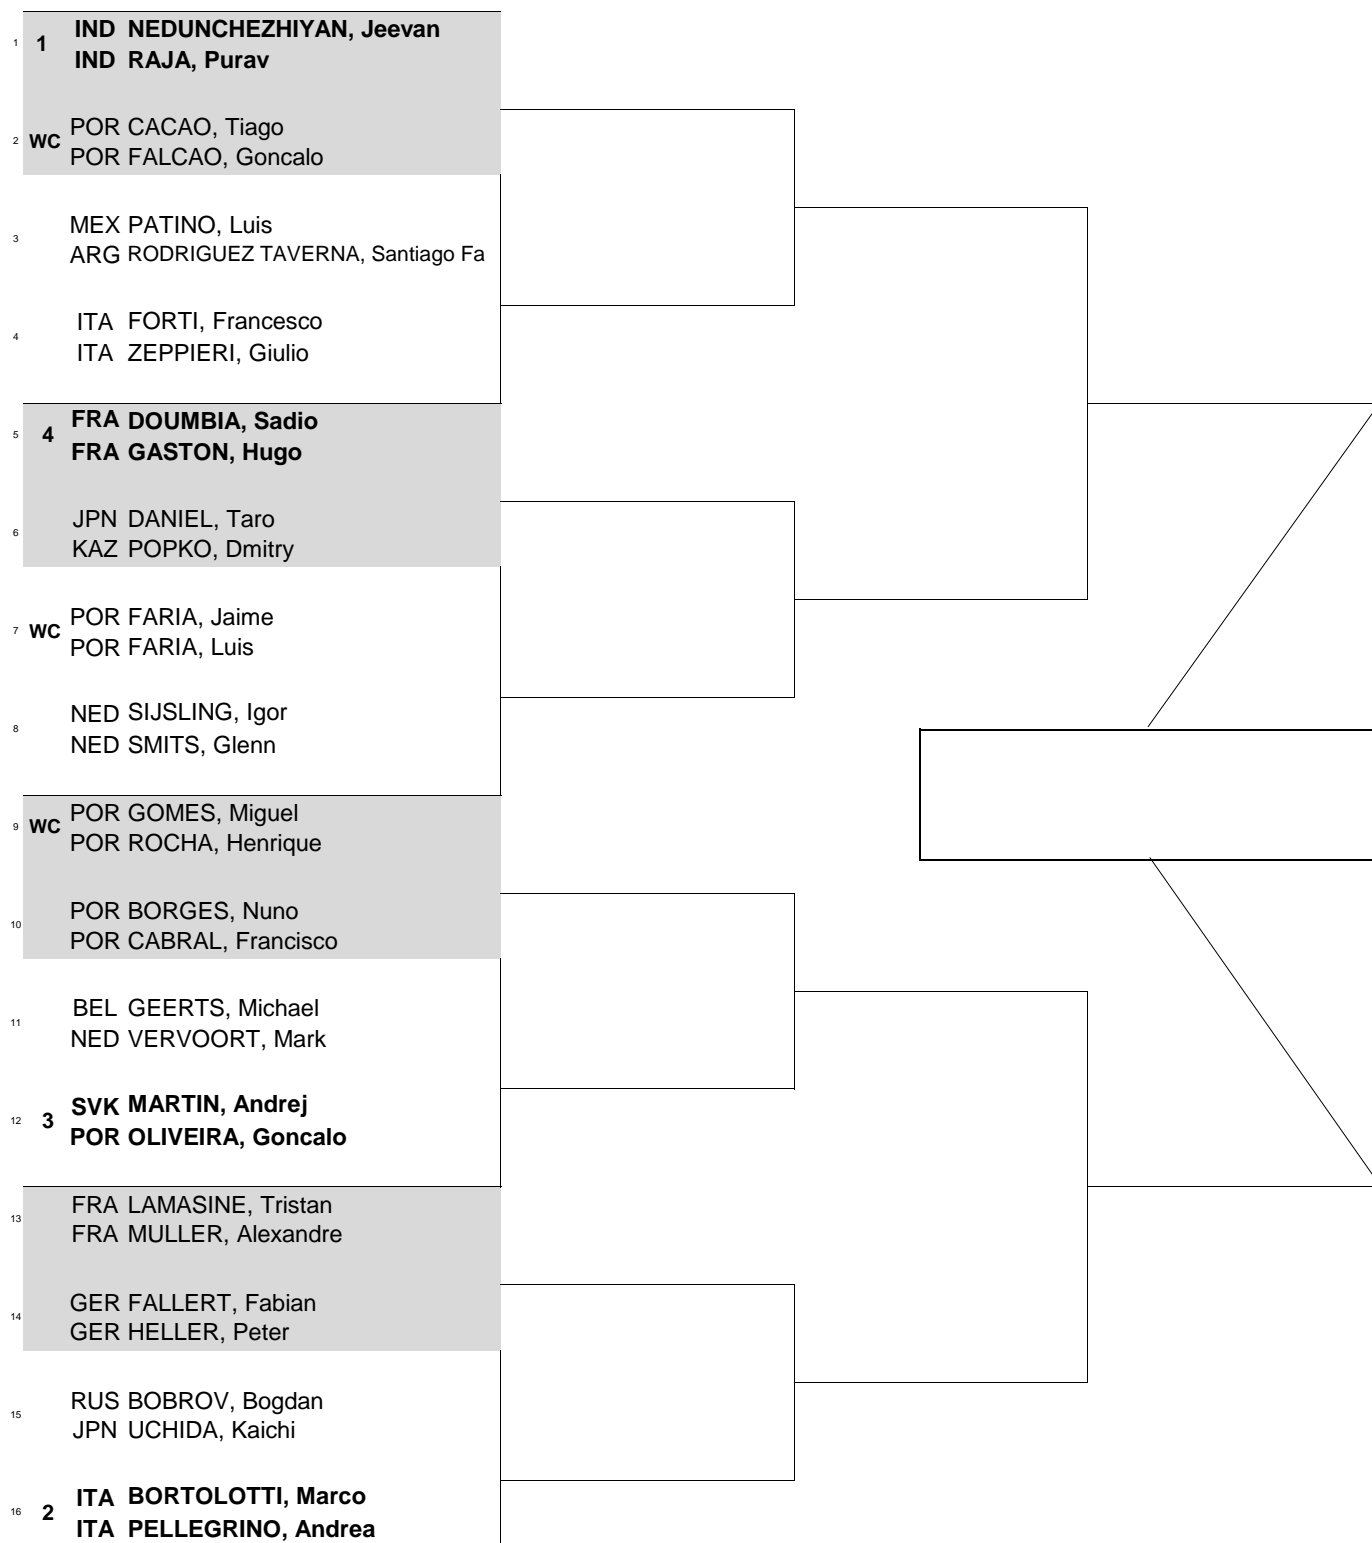 1 1 IND NEDUNCHEZHIYAN, Jeevan
IND RAJA, Purav
2 WC POR CACAO, Tiago
POR FALCAO, Goncalo
3 MEX PATINO, Luis
ARG RODRIGUEZ TAVERNA, Santiago Fa
4 ITA FORTI, Francesco
ITA ZEPPIERI, Giulio
5 4 FRA DOUMBIA, Sadio
FRA GASTON, Hugo
6 JPN DANIEL, Taro
KAZ POPKO, Dmitry
7 WC POR FARIA, Jaime
POR FARIA, Luis
8 NED SIJSLING, Igor
NED SMITS, Glenn
9 WC POR GOMES, Miguel
POR ROCHA, Henrique
10 POR BORGES, Nuno
POR CABRAL, Francisco
11 BEL GEERTS, Michael
NED VERVOORT, Mark
12 3 SVK MARTIN, Andrej
POR OLIVEIRA, Goncalo
13 FRA LAMASINE, Tristan
FRA MULLER, Alexandre
14 GER FALLERT, Fabian
GER HELLER, Peter
15 RUS BOBROV, Bogdan
JPN UCHIDA, Kaichi
16 2 ITA BORTOLOTTI, Marco
ITA PELLEGRINO, Andrea